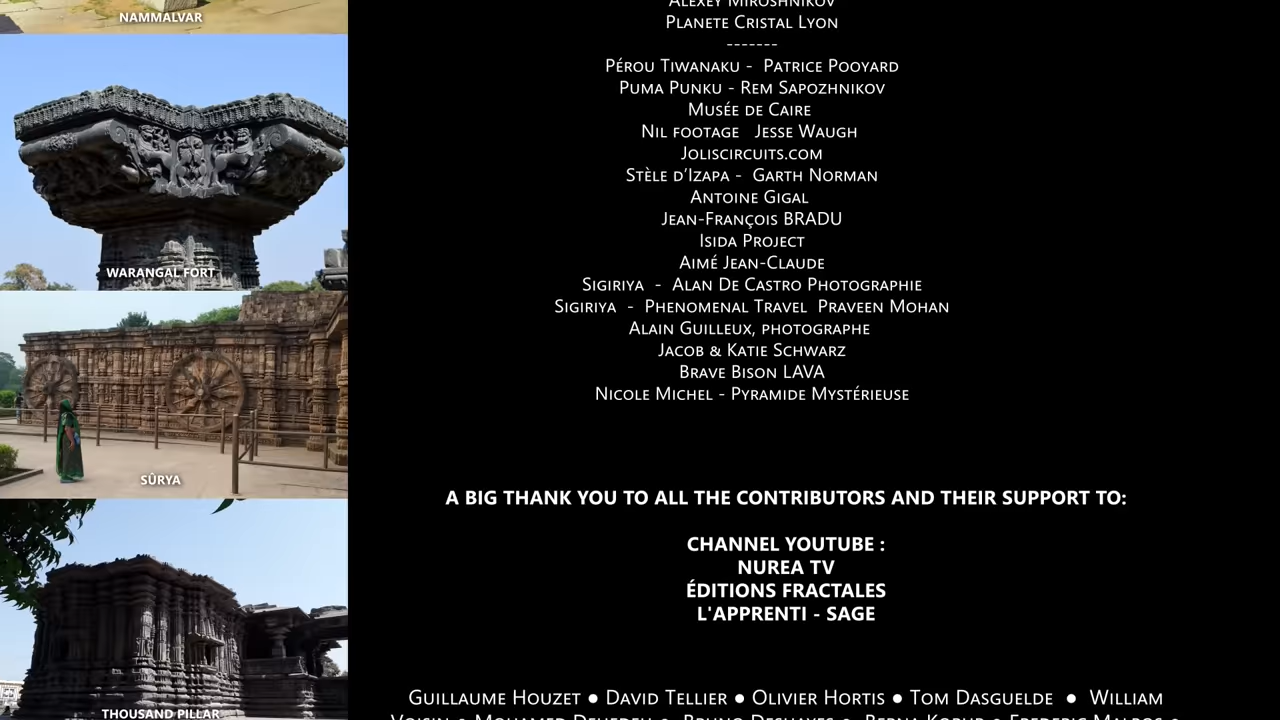 NAMMALVAR
WARANGAL FORT
SÛRYA
THOUSAND PILLAR
ALEXEY MIROSHNIKOV
PLANETE CRISTAL LYON
-------
PÉROU TIWANAKU - PATRICE POOYARD
PUMA PUNKU - REM SAPOZHNIKOV
MUSÉE DE CAIRE
NIL FOOTAGE JESSE WAUGH
JOLISCIRCUITS.COM
STÈLE D'IZAPA - GARTH NORMAN
ANTOINE GIGAL
JEAN-FRANÇOIS BRADU
ISIDA PROJECT
AIMÉ JEAN-CLAUDE
SIGIRIYA - ALAN DE CASTRO PHOTOGRAPHIE
SIGIRIYA - PHENOMENAL TRAVEL PRAVEEN MOHAN
ALAIN GUILLEUX, PHOTOGRAPHE
JACOB & KATIE SCHWARZ
BRAVE BISON LAVA
NICOLE MICHEL - PYRAMIDE MYSTÉRIEUSE
A BIG THANK YOU TO ALL THE CONTRIBUTORS AND THEIR SUPPORT TO:
CHANNEL YOUTUBE :
NUREA TV
ÉDITIONS FRACTALES
L'APPRENTI - SAGE
GUILLAUME HOUZET ● DAVID TELLIER ● OLIVIER HORTIS ● TOM DASGUELDE ● WILLIAM